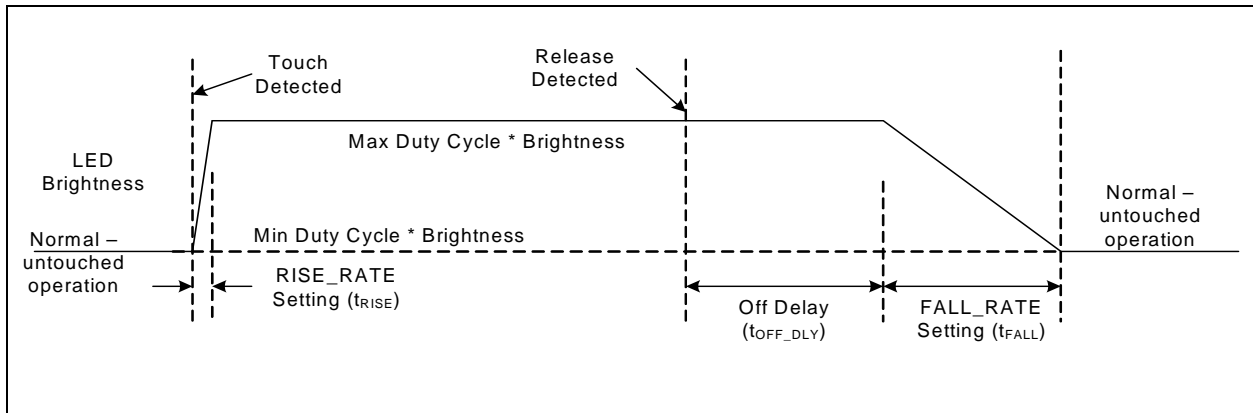 Touch
Detected
Release
Detected
Max Duty Cycle * Brightness
LED
Brightness
Normal –
untouched
operation
Min Duty Cycle * Brightness
Normal –
untouched
operation
RISE_RATE
Setting (tRISE)
Off Delay
(tOFF_DLY)
FALL_RATE
Setting (tFALL)